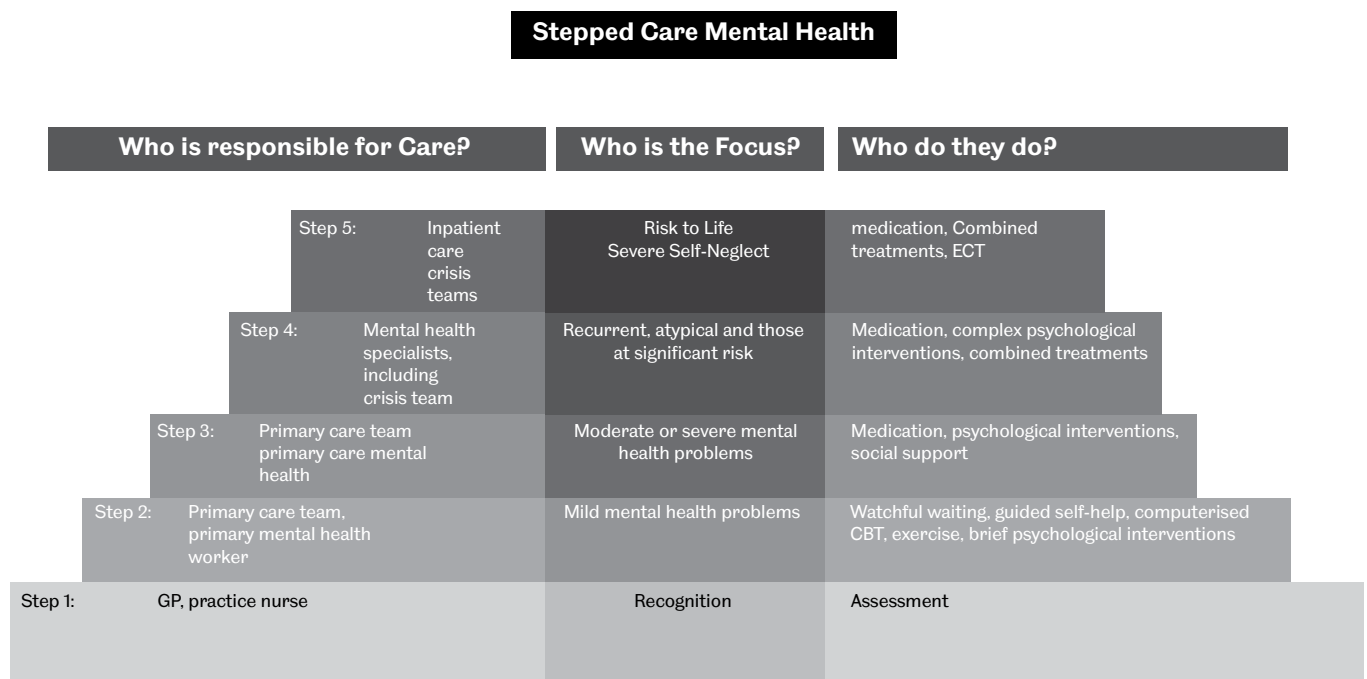 Stepped Care Mental Health
Who is responsible for Care?
Who is the Focus?
Who do they do?
Step 5:
Inpatient
care
crisis
teams
Risk to Life
Severe Self-Neglect
medication, Combined
treatments, ECT
Step 4:
Mental health
specialists,
including
crisis team
Recurrent, atypical and those
at significant risk
Medication, complex psychological
interventions, combined treatments
Step 3:
Primary care team
primary care mental
health
Moderate or severe mental
health problems
Medication, psychological interventions,
social support
Step 2:
Primary care team,
primary mental health
worker
Mild mental health problems
Watchful waiting, guided self-help, computerised
CBT, exercise, brief psychological interventions
Step 1:
GP, practice nurse
Recognition
Assessment